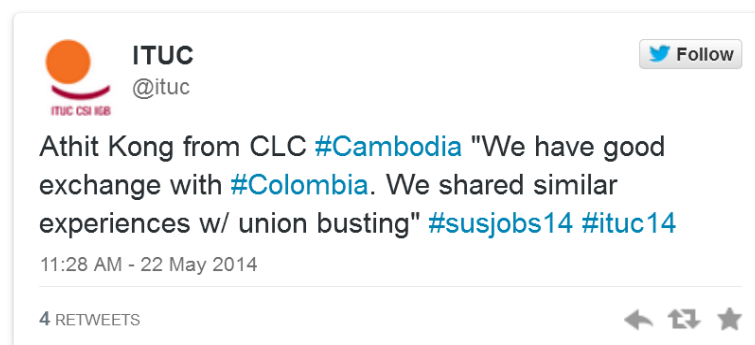 ITUC
@ituc
Follow
ITUC CSI IGB
Athit Kong from CLC #Cambodia "We have good
exchange with #Colombia. We shared similar
experiences w/ union busting" #susjobs14 #ituc14
11:28 AM - 22 May 2014
4 RETWEETS